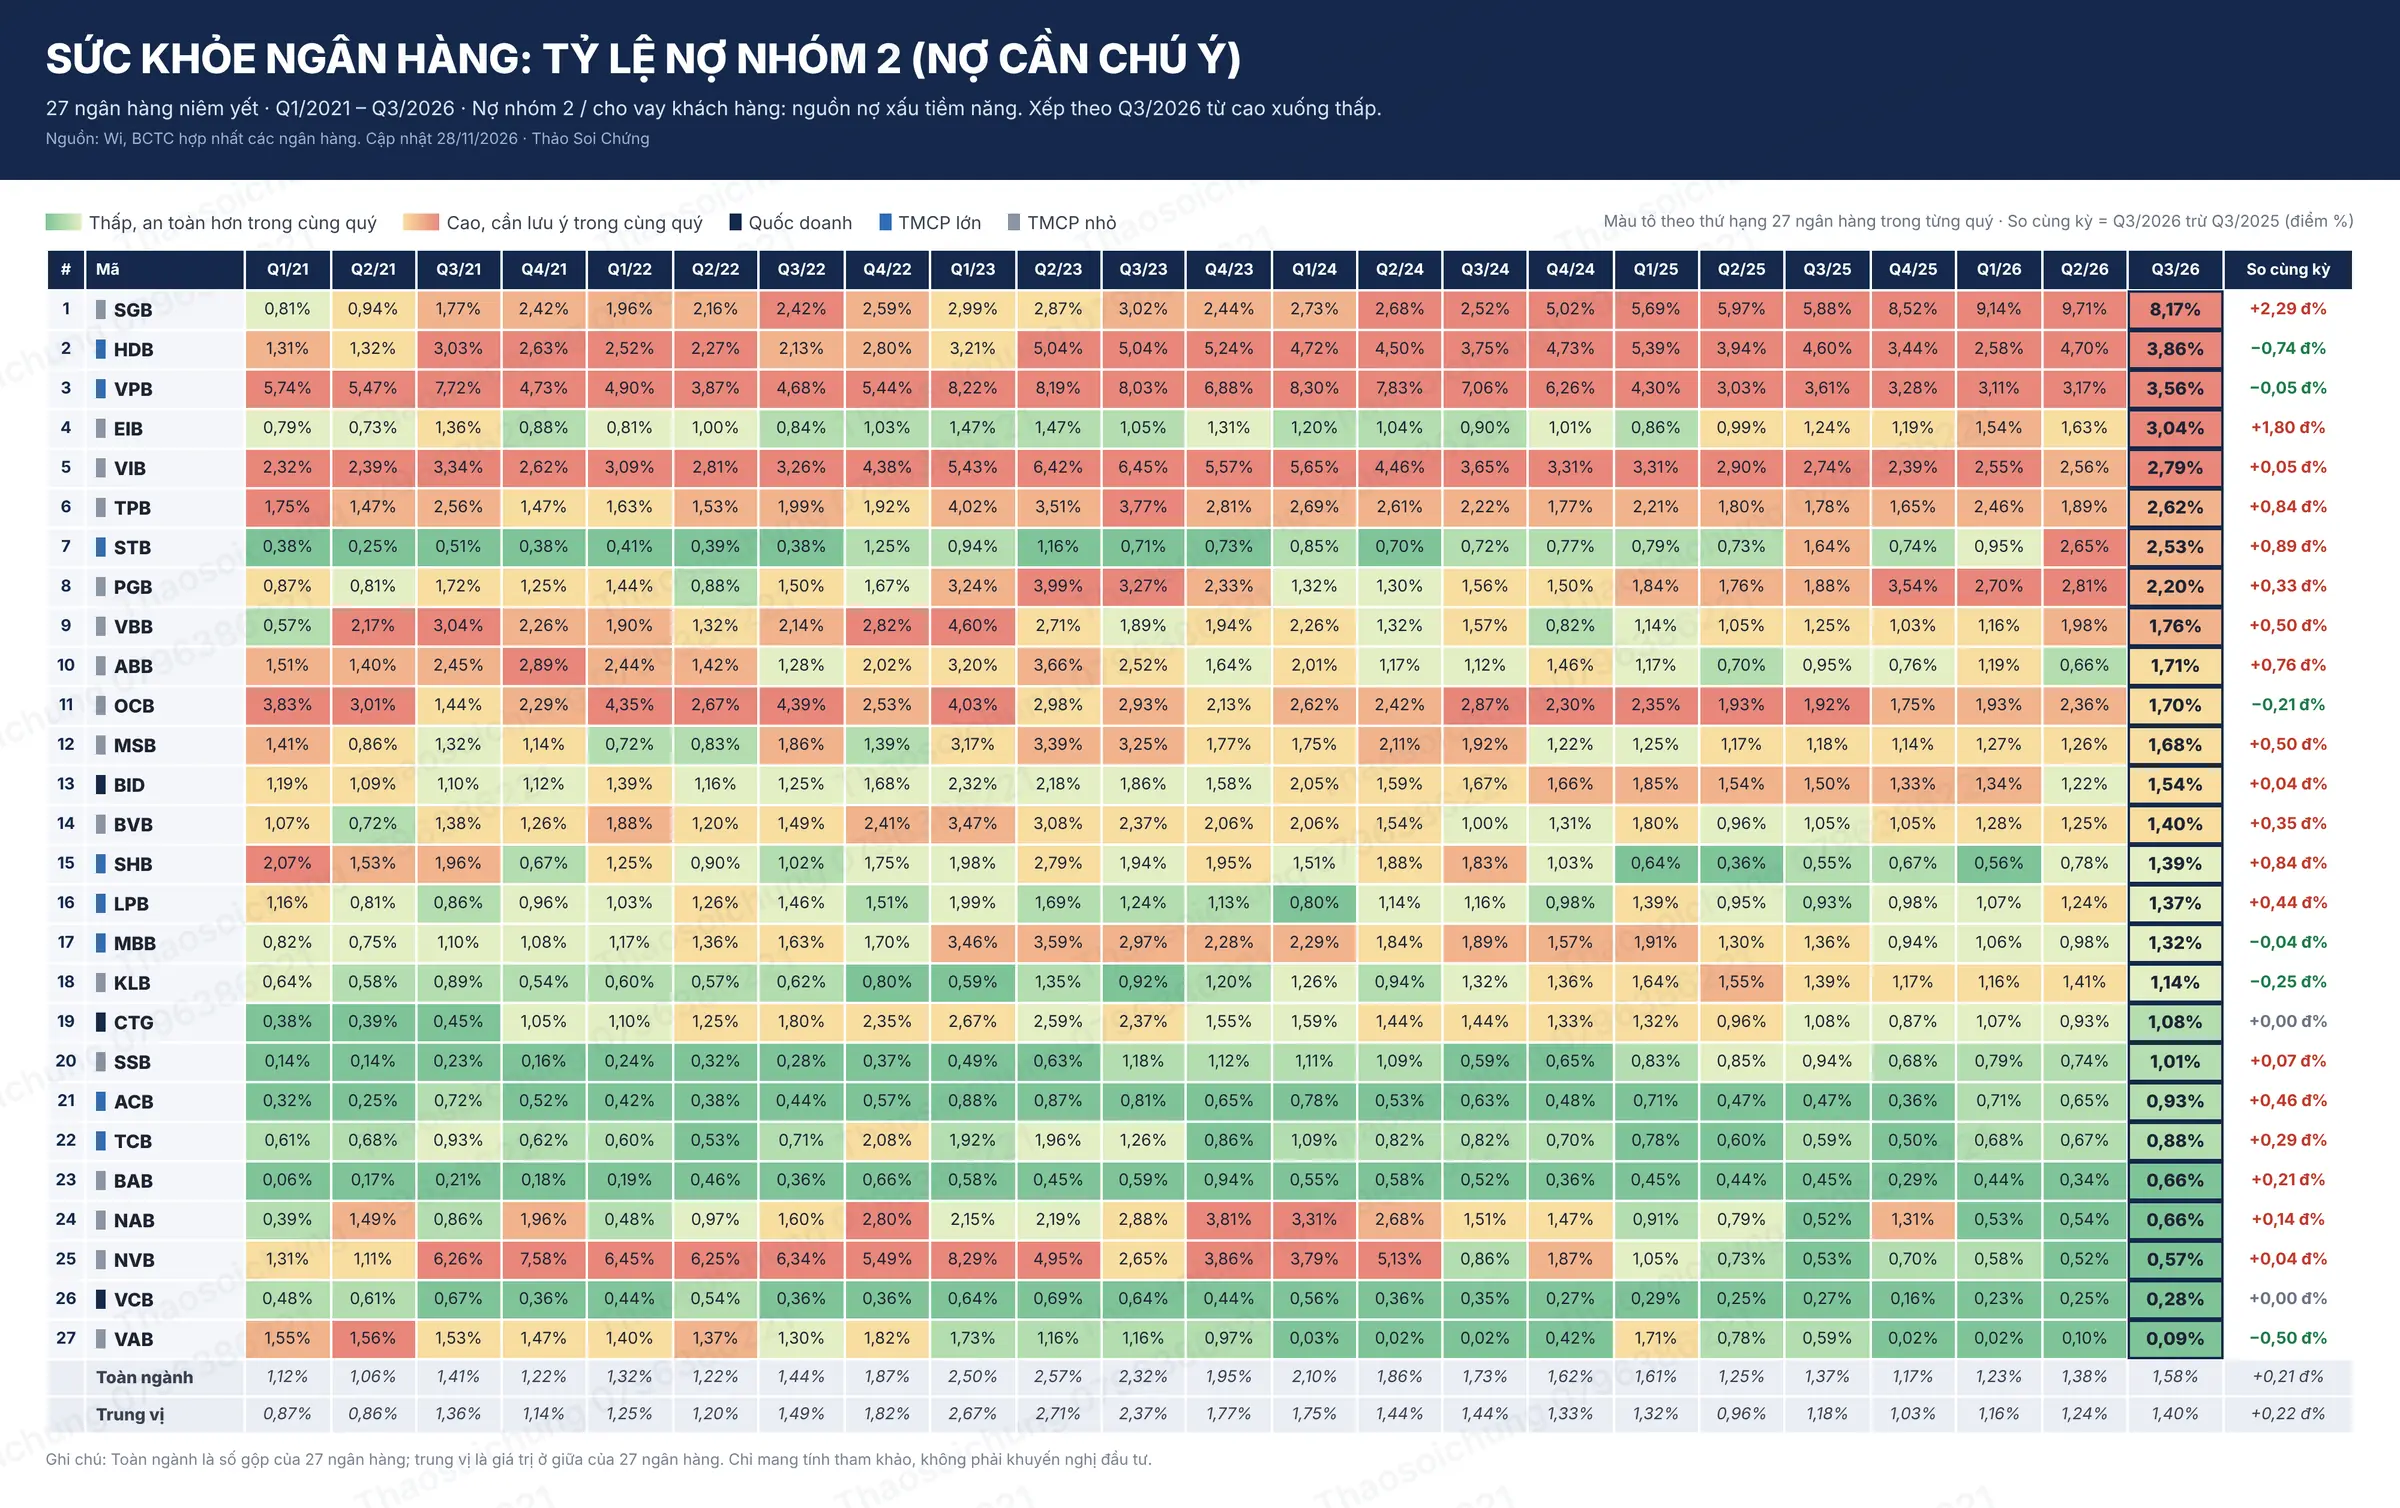 SỨC KHỎE NGÂN HÀNG: TỶ LỆ NỢ NHÓM 2 (NỢ CẦN CHÚ Ý)
27 ngân hàng niêm yết · Q1/2021 – Q3/2026 · Nợ nhóm 2 / cho vay khách hàng: nguồn nợ xấu tiềm năng. Xếp theo Q3/2026 từ cao xuống thấp.
Nguồn: Wi, BCTC hợp nhất các ngân hàng. Cập nhật 28/11/2026 · Thảo Soi Chứng
Thấp, an toàn hơn trong cùng quý Cao, cần lưu ý trong cùng quý Quốc doanh TMCP lớn TMCP nhỏ Màu tô theo thứ hạng 27 ngân hàng trong từng quý · So cùng kỳ = Q3/2026 trừ Q3/2025 (điểm %)
# Mã Q1/21 Q2/21 Q3/21 Q4/21 Q1/22 Q2/22 Q3/22 Q4/22 Q1/23 Q2/23 Q3/23 Q4/23 Q1/24 Q2/24 Q3/24 Q4/24 Q1/25 Q2/25 Q3/25 Q4/25 Q1/26 Q2/26 Q3/26 So cùng kỳ
1 SGB 0,81% 0,94% 1,77% 2,42% 1,96% 2,16% 2,42% 2,59% 2,99% 2,87% 3,02% 2,44% 2,73% 2,68% 2,52% 5,02% 5,69% 5,97% 5,88% 8,52% 9,14% 9,71% 8,17% +2,29 đ%
2 HDB 1,31% 1,32% 3,03% 2,63% 2,52% 2,27% 2,13% 2,80% 3,21% 5,04% 5,04% 5,24% 4,72% 4,50% 3,75% 4,73% 5,39% 3,94% 4,60% 3,44% 2,58% 4,70% 3,86% −0,74 đ%
3 VPB 5,74% 5,47% 7,72% 4,73% 4,90% 3,87% 4,68% 5,44% 8,22% 8,19% 8,03% 6,88% 8,30% 7,83% 7,06% 6,26% 4,30% 3,03% 3,61% 3,28% 3,11% 3,17% 3,56% −0,05 đ%
4 EIB 0,79% 0,73% 1,36% 0,88% 0,81% 1,00% 0,84% 1,03% 1,47% 1,47% 1,05% 1,31% 1,20% 1,04% 0,90% 1,01% 0,86% 0,99% 1,24% 1,19% 1,54% 1,63% 3,04% +1,80 đ%
5 VIB 2,32% 2,39% 3,34% 2,62% 3,09% 2,81% 3,26% 4,38% 5,43% 6,42% 6,45% 5,57% 5,65% 4,46% 3,65% 3,31% 3,31% 2,90% 2,74% 2,39% 2,55% 2,56% 2,79% +0,05 đ%
6 TPB 1,75% 1,47% 2,56% 1,47% 1,63% 1,53% 1,99% 1,92% 4,02% 3,51% 3,77% 2,81% 2,69% 2,61% 2,22% 1,77% 2,21% 1,80% 1,78% 1,65% 2,46% 1,89% 2,62% +0,84 đ%
7 STB 0,38% 0,25% 0,51% 0,38% 0,41% 0,39% 0,38% 1,25% 0,94% 1,16% 0,71% 0,73% 0,85% 0,70% 0,72% 0,77% 0,79% 0,73% 1,64% 0,74% 0,95% 2,65% 2,53% +0,89 đ%
8 PGB 0,87% 0,81% 1,72% 1,25% 1,44% 0,88% 1,50% 1,67% 3,24% 3,99% 3,27% 2,33% 1,32% 1,30% 1,56% 1,50% 1,84% 1,76% 1,88% 3,54% 2,70% 2,81% 2,20% +0,33 đ%
9 VBB 0,57% 2,17% 3,04% 2,26% 1,90% 1,32% 2,14% 2,82% 4,60% 2,71% 1,89% 1,94% 2,26% 1,32% 1,57% 0,82% 1,14% 1,05% 1,25% 1,03% 1,16% 1,98% 1,76% +0,50 đ%
10 ABB 1,51% 1,40% 2,45% 2,89% 2,44% 1,42% 1,28% 2,02% 3,20% 3,66% 2,52% 1,64% 2,01% 1,17% 1,12% 1,46% 1,17% 0,70% 0,95% 0,76% 1,19% 0,66% 1,71% +0,76 đ%
11 OCB 3,83% 3,01% 1,44% 2,29% 4,35% 2,67% 4,39% 2,53% 4,03% 2,98% 2,93% 2,13% 2,62% 2,42% 2,87% 2,30% 2,35% 1,93% 1,92% 1,75% 1,93% 2,36% 1,70% −0,21 đ%
12 MSB 1,41% 0,86% 1,32% 1,14% 0,72% 0,83% 1,86% 1,39% 3,17% 3,39% 3,25% 1,77% 1,75% 2,11% 1,92% 1,22% 1,25% 1,17% 1,18% 1,14% 1,27% 1,26% 1,68% +0,50 đ%
13 BID 1,19% 1,09% 1,10% 1,12% 1,39% 1,16% 1,25% 1,68% 2,32% 2,18% 1,86% 1,58% 2,05% 1,59% 1,67% 1,66% 1,85% 1,54% 1,50% 1,33% 1,34% 1,22% 1,54% +0,04 đ%
14 BVB 1,07% 0,72% 1,38% 1,26% 1,88% 1,20% 1,49% 2,41% 3,47% 3,08% 2,37% 2,06% 2,06% 1,54% 1,00% 1,31% 1,80% 0,96% 1,05% 1,05% 1,28% 1,25% 1,40% +0,35 đ%
15 SHB 2,07% 1,53% 1,96% 0,67% 1,25% 0,90% 1,02% 1,75% 1,98% 2,79% 1,94% 1,95% 1,51% 1,88% 1,83% 1,03% 0,64% 0,36% 0,55% 0,67% 0,56% 0,78% 1,39% +0,84 đ%
16 LPB 1,16% 0,81% 0,86% 0,96% 1,03% 1,26% 1,46% 1,51% 1,99% 1,69% 1,24% 1,13% 0,80% 1,14% 1,16% 0,98% 1,39% 0,95% 0,93% 0,98% 1,07% 1,24% 1,37% +0,44 đ%
17 MBB 0,82% 0,75% 1,10% 1,08% 1,17% 1,36% 1,63% 1,70% 3,46% 3,59% 2,97% 2,28% 2,29% 1,84% 1,89% 1,57% 1,91% 1,30% 1,36% 0,94% 1,06% 0,98% 1,32% −0,04 đ%
18 KLB 0,64% 0,58% 0,89% 0,54% 0,60% 0,57% 0,62% 0,80% 0,59% 1,35% 0,92% 1,20% 1,26% 0,94% 1,32% 1,36% 1,64% 1,55% 1,39% 1,17% 1,16% 1,41% 1,14% −0,25 đ%
19 CTG 0,38% 0,39% 0,45% 1,05% 1,10% 1,25% 1,80% 2,35% 2,67% 2,59% 2,37% 1,55% 1,59% 1,44% 1,44% 1,33% 1,32% 0,96% 1,08% 0,87% 1,07% 0,93% 1,08% +0,00 đ%
20 SSB 0,14% 0,14% 0,23% 0,16% 0,24% 0,32% 0,28% 0,37% 0,49% 0,63% 1,18% 1,12% 1,11% 1,09% 0,59% 0,65% 0,83% 0,85% 0,94% 0,68% 0,79% 0,74% 1,01% +0,07 đ%
21 ACB 0,32% 0,25% 0,72% 0,52% 0,42% 0,38% 0,44% 0,57% 0,88% 0,87% 0,81% 0,65% 0,78% 0,53% 0,63% 0,48% 0,71% 0,47% 0,47% 0,36% 0,71% 0,65% 0,93% +0,46 đ%
22 TCB 0,61% 0,68% 0,93% 0,62% 0,60% 0,53% 0,71% 2,08% 1,92% 1,96% 1,26% 0,86% 1,09% 0,82% 0,82% 0,70% 0,78% 0,60% 0,59% 0,50% 0,68% 0,67% 0,88% +0,29 đ%
23 BAB 0,06% 0,17% 0,21% 0,18% 0,19% 0,46% 0,36% 0,66% 0,58% 0,45% 0,59% 0,94% 0,55% 0,58% 0,52% 0,36% 0,45% 0,44% 0,45% 0,29% 0,44% 0,34% 0,66% +0,21 đ%
24 NAB 0,39% 1,49% 0,86% 1,96% 0,48% 0,97% 1,60% 2,80% 2,15% 2,19% 2,88% 3,81% 3,31% 2,68% 1,51% 1,47% 0,91% 0,79% 0,52% 1,31% 0,53% 0,54% 0,66% +0,14 đ%
25 NVB 1,31% 1,11% 6,26% 7,58% 6,45% 6,25% 6,34% 5,49% 8,29% 4,95% 2,65% 3,86% 3,79% 5,13% 0,86% 1,87% 1,05% 0,73% 0,53% 0,70% 0,58% 0,52% 0,57% +0,04 đ%
26 VCB 0,48% 0,61% 0,67% 0,36% 0,44% 0,54% 0,36% 0,36% 0,64% 0,69% 0,64% 0,44% 0,56% 0,36% 0,35% 0,27% 0,29% 0,25% 0,27% 0,16% 0,23% 0,25% 0,28% +0,00 đ%
27 VAB 1,55% 1,56% 1,53% 1,47% 1,40% 1,37% 1,30% 1,82% 1,73% 1,16% 1,16% 0,97% 0,03% 0,02% 0,02% 0,42% 1,71% 0,78% 0,59% 0,02% 0,02% 0,10% 0,09% −0,50 đ%
Toàn ngành 1,12% 1,06% 1,41% 1,22% 1,32% 1,22% 1,44% 1,87% 2,50% 2,57% 2,32% 1,95% 2,10% 1,86% 1,73% 1,62% 1,61% 1,25% 1,37% 1,17% 1,23% 1,38% 1,58% +0,21 đ%
Trung vị 0,87% 0,86% 1,36% 1,14% 1,25% 1,20% 1,49% 1,82% 2,67% 2,71% 2,37% 1,77% 1,75% 1,44% 1,44% 1,33% 1,32% 0,96% 1,18% 1,03% 1,16% 1,24% 1,40% +0,22 đ%
Ghi chú: Toàn ngành là số gộp của 27 ngân hàng; trung vị là giá trị ở giữa của 27 ngân hàng. Chỉ mang tính tham khảo, không phải khuyến nghị đầu tư.